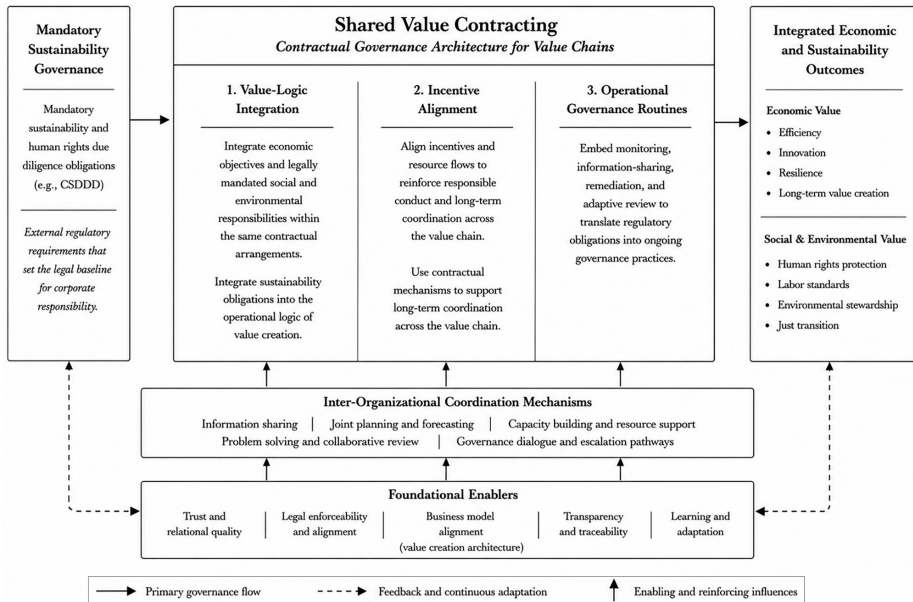 Mandatory
Sustainability
Governance
Mandatory
sustainability and
human rights due
diligence obligations
(e.g., CSDDD)
External regulatory
requirements that
set the legal baseline
for corporate
responsibility.
Shared Value Contracting
Contractual Governance Architecture for Value Chains
1. Value-Logic
Integration
Integrate economic
objectives and legally
mandated social and
environmental
responsibilities within
the same contractual
arrangements.
Integrate sustainability
obligations into the
operational logic of
value creation.
2. Incentive
Alignment
Align incentives and
resource flows to
reinforce responsible
conduct and long-term
coordination across
the value chain.
Use contractual
mechanisms to support
long-term coordination
across the value chain.
3. Operational
Governance Routines
Embed monitoring,
information-sharing,
remediation, and
adaptive review to
translate regulatory
obligations into ongoing
governance practices.
Integrated Economic
and Sustainability
Outcomes
Economic Value
• Efficiency
• Innovation
• Resilience
• Long-term value creation
Social & Environmental Value
• Human rights protection
• Labor standards
• Environmental stewardship
• Just transition
Inter-Organizational Coordination Mechanisms
Information sharing | Joint planning and forecasting | Capacity building and resource support
Problem solving and collaborative review | Governance dialogue and escalation pathways
Foundational Enablers
Trust and
relational quality
Legal enforceability
and alignment
Business model
alignment
(value creation architecture)
Transparency
and traceability
Learning and
adaptation
Primary governance flow
Feedback and continuous adaptation
Enabling and reinforcing influences